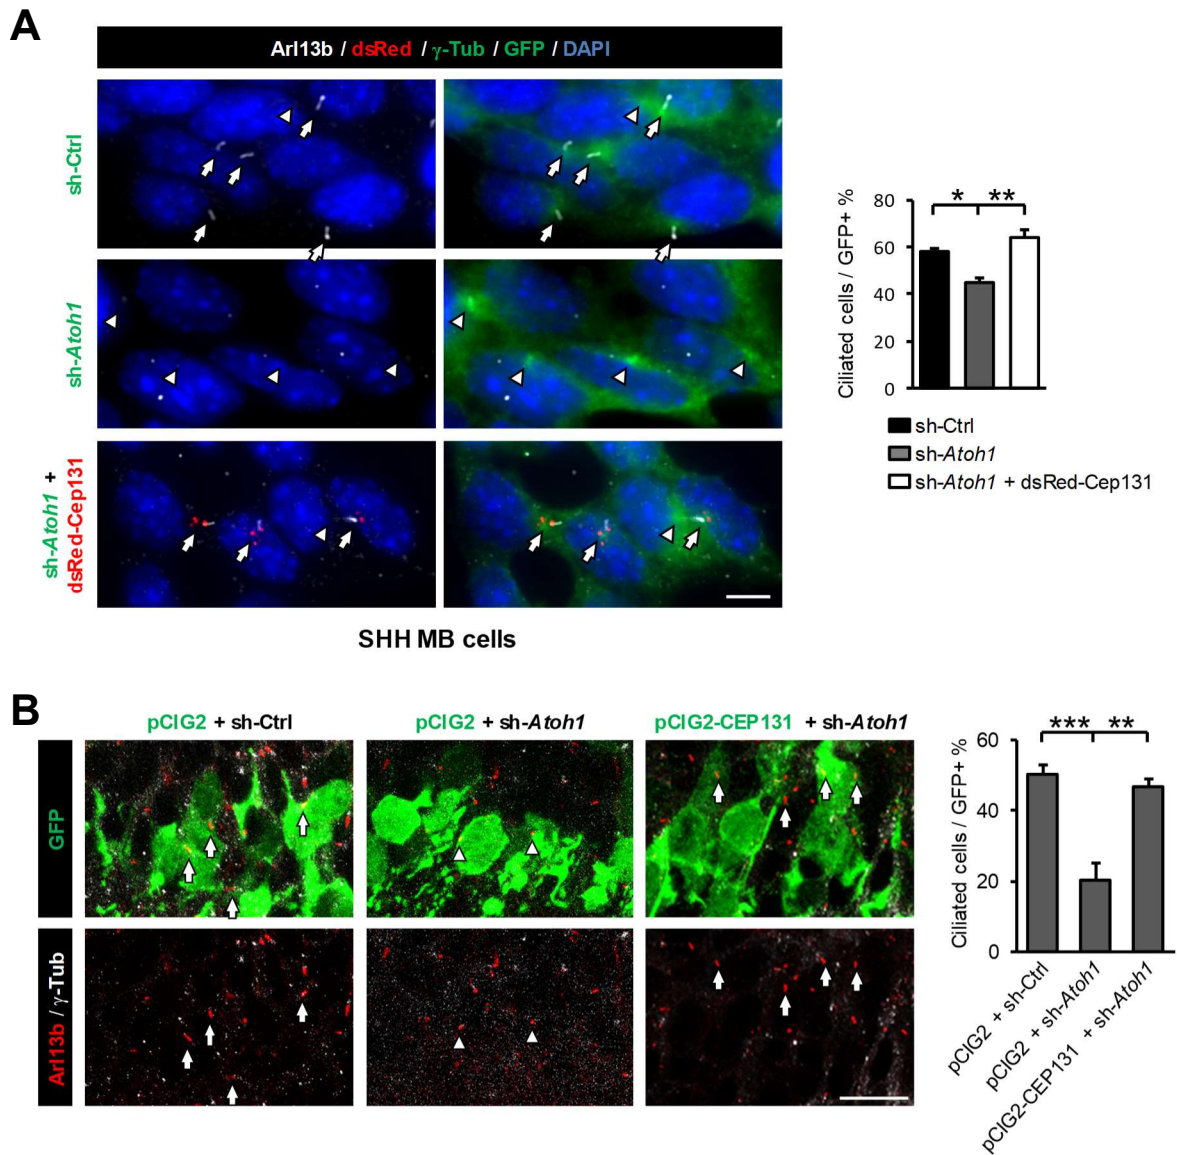 A
Arl13b / dsRed / γ-Tub / GFP / DAPI
sh-Ctrl
sh-Atoh1
sh-Atoh1 +
dsRed-Cep131
SHH MB cells
Ciliated cells / GFP+ %
80
60
40
20
0
* **
sh-Ctrl
sh-Atoh1
sh-Atoh1 + dsRed-Cep131
B
pCIG2 + sh-Ctrl
pCIG2 + sh-Atoh1
pCIG2-CEP131 + sh-Atoh1
GFP
Arl13b / γ-Tub
Ciliated cells / GFP+ %
60
40
20
0
*** **
pCIG2 + sh-Ctrl
pCIG2 + sh-Atoh1
pCIG2-CEP131 + sh-Atoh1